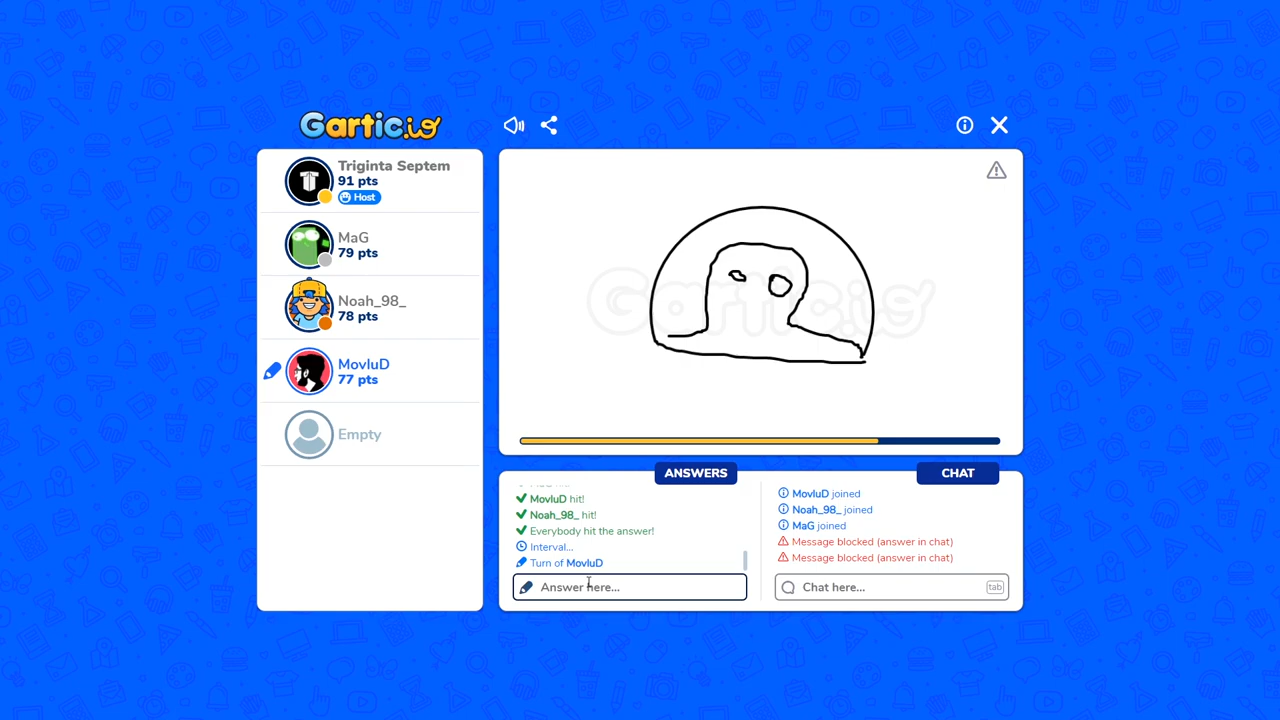 Gartic.io
Triginta Septem
91 pts
Host
MaG
79 pts
Noah_98_
78 pts
MovluD
77 pts
Empty
Gartic.io
ANSWERS
MovluD hit!
Noah_98_ hit!
Everybody hit the answer!
Interval...
Turn of MovluD
Answer here...
CHAT
MovluD joined
Noah_98_ joined
MaG joined
Message blocked (answer in chat)
Message blocked (answer in chat)
Chat here...
tab